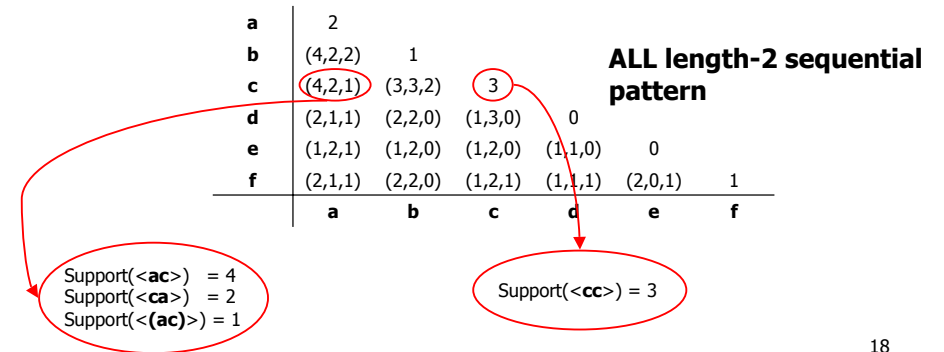 a 2
b (4,2,2) 1
c (4,2,1) (3,3,2) 3
d (2,1,1) (2,2,0) (1,3,0) 0
e (1,2,1) (1,2,0) (1,2,0) (1,1,0) 0
f (2,1,1) (2,2,0) (1,2,1) (1,1,1) (2,0,1) 1
a b c d e f
ALL length-2 sequential
pattern
Support(<ac>) = 4
Support(<ca>) = 2
Support(<(ac)>) = 1
Support(<cc>) = 3
18